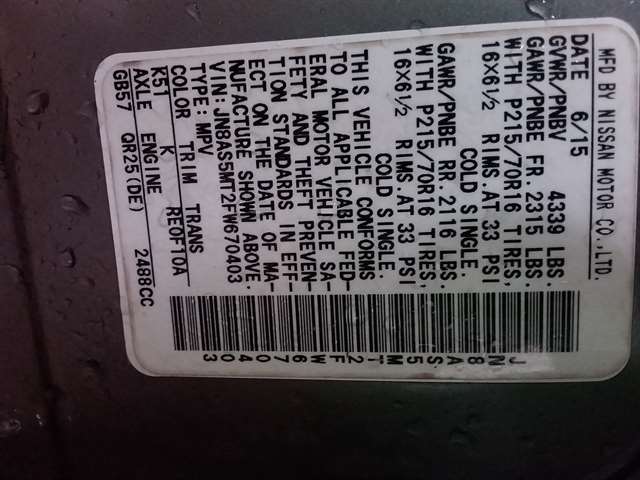 MFD BY NISSAN MOTOR CO.,LTD.
DATE 6/15
GVWR/PNBV 4339 LBS.
GAWR/PNBE FR. 2315 LBS.
WITH P215/70R16 TIRES,
16X6½ RIMS.AT 33 PSI
COLD SINGLE.
GAWR/PNBE RR. 2116 LBS.
WITH P215/70R16 TIRES,
16X6½ RIMS.AT 33 PSI
COLD SINGLE.
THIS VEHICLE CONFORMS
TO ALL APPLICABLE FED-
ERAL MOTOR VEHICLE SA-
FETY AND THEFT PREVEN-
TION STANDARDS IN EFF-
ECT ON THE DATE OF MA-
NUFACTURE SHOWN ABOVE.
VIN: JN8AS5MT2FW670403
TYPE: MPV
COLOR TRIM TRANS
K51 K RE0F10A
AXLE ENGINE
GB57 QR25(DE) 2488CC
JN8AS5MT2FW670403